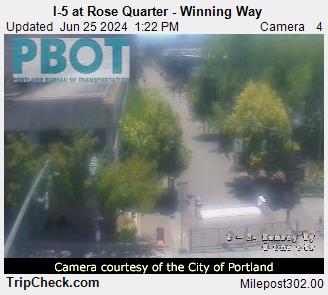 I-5 at Rose Quarter - Winning Way
Updated Jun 25 2024 1:22 PM Camera 4
PBOT
PORTLAND BUREAU OF TRANSPORTATION
Camera courtesy of the City of Portland
TripCheck.com Milepost302.00